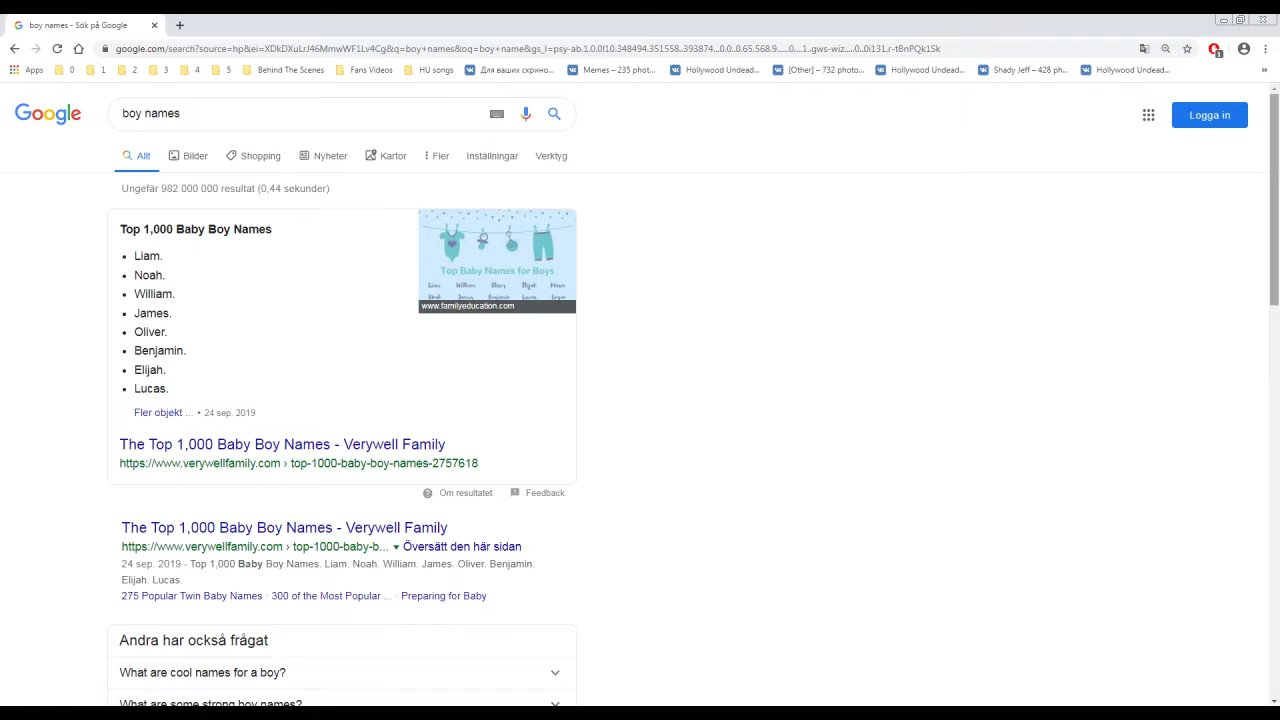 boy names - Sök på Google
google.com/search?source=hp&ei=XDkDXuLrJ46MmwWF1Lv4Cg&q=boy+names&oq=boy+name&gs_l=psy-ab.1.0.0l10.348494.351558..393874...0.0..0.65.568.9......0....1..gws-wiz.....0..0i131.r-tBnPQk1Sk
Apps 0 1 2 3 4 5 Behind The Scenes Fans Videos HU songs Для ваших скрино... Memes – 235 phot... Hollywood Undead... [Other] – 732 photo... Hollywood Undead... Shady Jeff – 428 ph... Hollywood Undead... »
Google boy names Logga in
Allt Bilder Shopping Nyheter Kartor Fler Inställningar Verktyg
Ungefär 982 000 000 resultat (0,44 sekunder)
Top 1,000 Baby Boy Names
• Liam.
• Noah.
• William.
• James.
• Oliver.
• Benjamin.
• Elijah.
• Lucas.
Top Baby Names for Boys
www.familyeducation.com
Fler objekt ... • 24 sep. 2019
The Top 1,000 Baby Boy Names - Verywell Family
https://www.verywellfamily.com › top-1000-baby-boy-names-2757618
Om resultatet Feedback
The Top 1,000 Baby Boy Names - Verywell Family
https://www.verywellfamily.com › top-1000-baby-b... Översätt den här sidan
24 sep. 2019 - Top 1,000 Baby Boy Names. Liam. Noah. William. James. Oliver. Benjamin.
Elijah. Lucas.
275 Popular Twin Baby Names · 300 of the Most Popular ... · Preparing for Baby
Andra har också frågat
What are cool names for a boy?
What are some strong boy names?